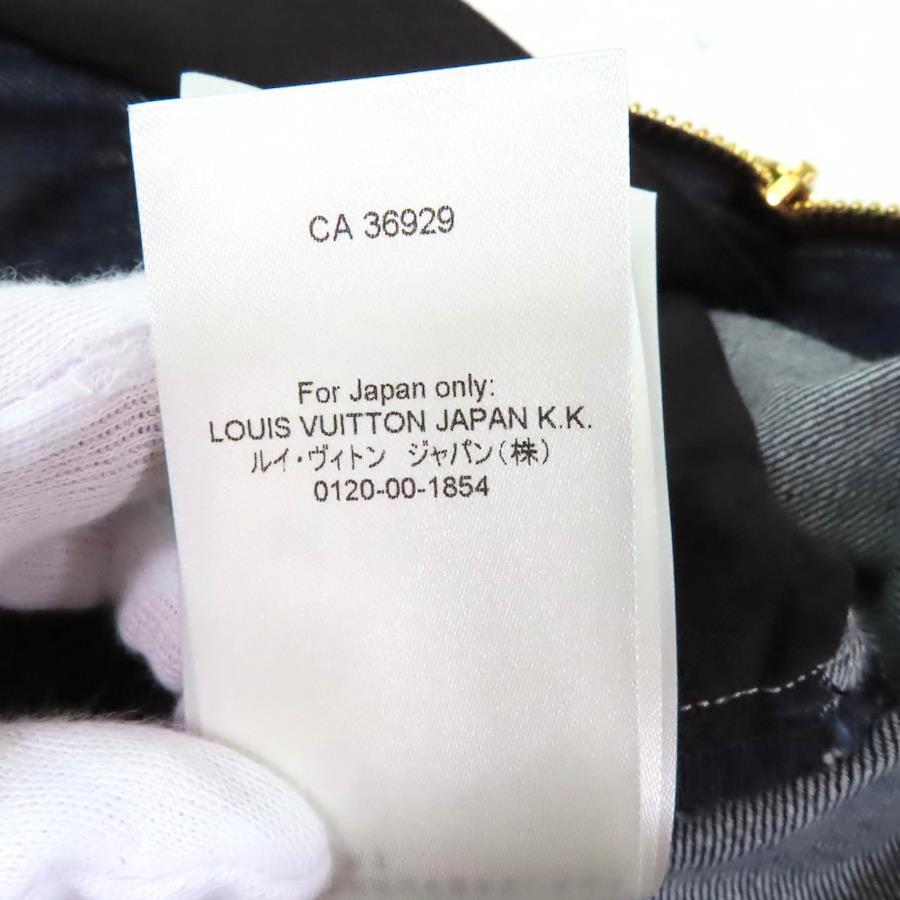 CA 36929
For Japan only:
LOUIS VUITTON JAPAN K.K.
ルイ・ヴィトン ジャパン(株)
0120-00-1854